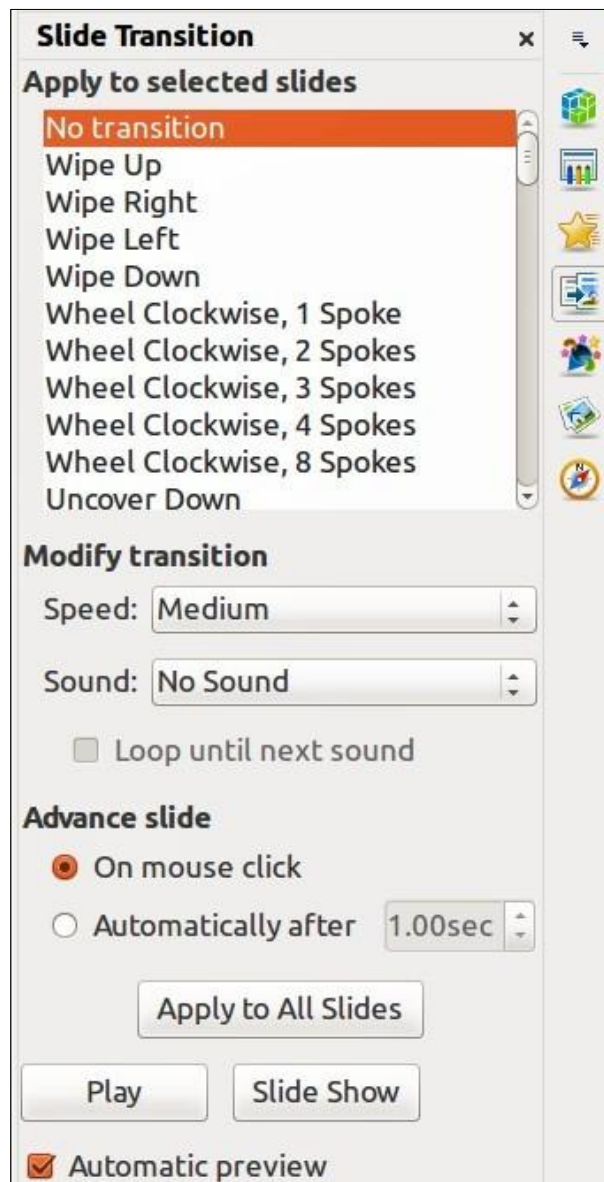 Slide Transition
Apply to selected slides
No transition
Wipe Up
Wipe Right
Wipe Left
Wipe Down
Wheel Clockwise, 1 Spoke
Wheel Clockwise, 2 Spokes
Wheel Clockwise, 3 Spokes
Wheel Clockwise, 4 Spokes
Wheel Clockwise, 8 Spokes
Uncover Down
Modify transition
Speed: Medium
Sound: No Sound
Loop until next sound
Advance slide
On mouse click
Automatically after 1.00sec
Apply to All Slides
Play Slide Show
Automatic preview